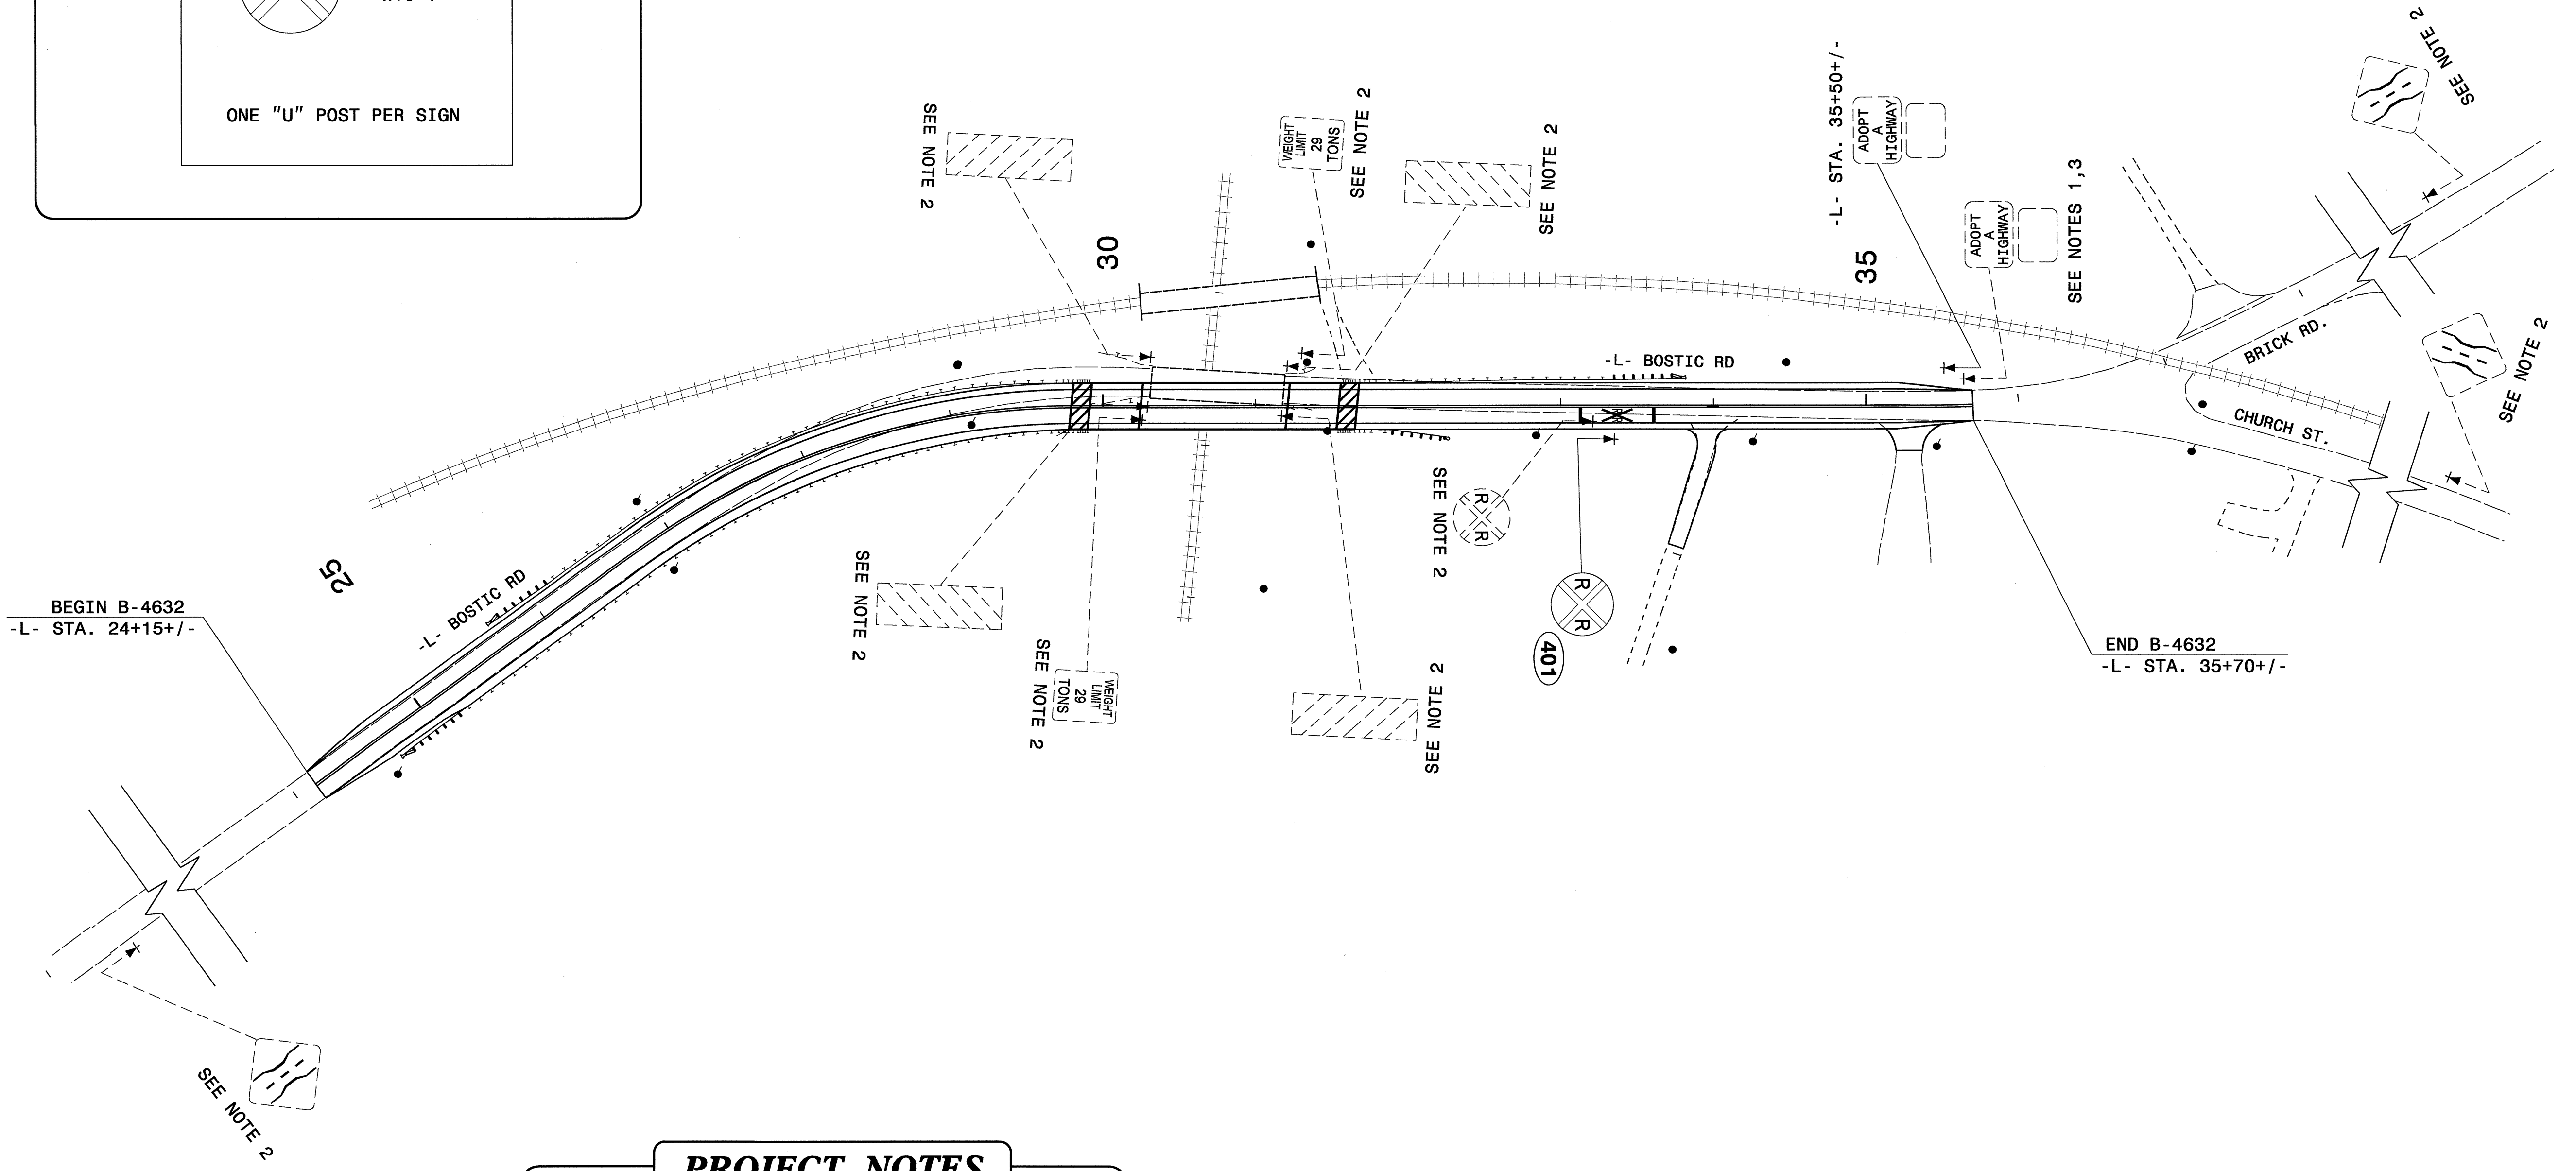 ONE "U" POST PER SIGN
SEE NOTE 2
WEIGHT
LIMIT
29
TONS
SEE NOTE 2
SEE NOTE 2
-L- STA. 35+50+/-
ADOPT
A
HIGHWAY
ADOPT
A
HIGHWAY
SEE NOTES 1,3
SEE NOTE 2
30
35
-L- BOSTIC RD
BRICK RD.
CHURCH ST.
SEE NOTE 2
25
-L- BOSTIC RD
BEGIN B-4632
-L- STA. 24+15+/-
SEE NOTE 2
SEE NOTE 2
WEIGHT
LIMIT
29
TONS
SEE NOTE 2
SEE NOTE 2
R R
R R
401
END B-4632
-L- STA. 35+70+/-
SEE NOTE 2
PROJECT NOTES